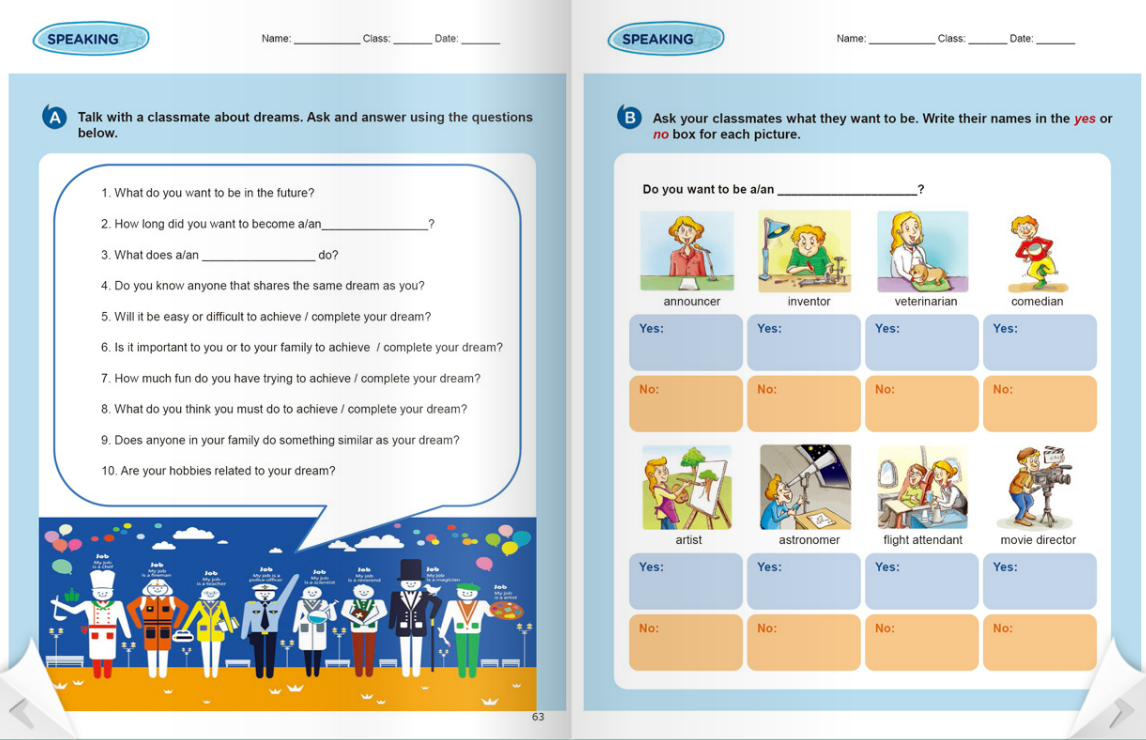 SPEAKING
Name: ____________ Class: _______ Date: _______
A
Talk with a classmate about dreams. Ask and answer using the questions
below.
1. What do you want to be in the future?
2. How long did you want to become a/an_________________?
3. What does a/an __________________ do?
4. Do you know anyone that shares the same dream as you?
5. Will it be easy or difficult to achieve / complete your dream?
6. Is it important to you or to your family to achieve / complete your dream?
7. How much fun do you have trying to achieve / complete your dream?
8. What do you think you must do to achieve / complete your dream?
9. Does anyone in your family do something similar as your dream?
10. Are your hobbies related to your dream?
Job
My job
is a chef
Job
My job
is a fireman
Job
My job
is a teacher
Job
My job is a
police officer
Job
My job
is a scientist
Job
My job
Job
My job
is a magician
Job
My job
is a artist
63
SPEAKING
Name: ____________ Class: _______ Date: _______
B
Ask your classmates what they want to be. Write their names in the yes or
no box for each picture.
Do you want to be a/an _____________________?
announcer inventor veterinarian comedian
Yes: Yes: Yes: Yes:
No: No: No: No:
artist astronomer flight attendant movie director
Yes: Yes: Yes: Yes:
No: No: No: No: